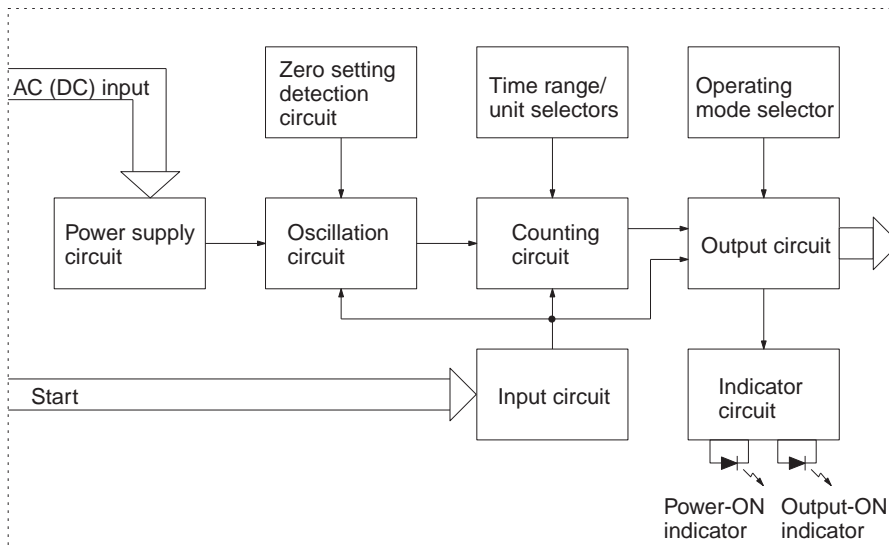 AC (DC) input
Zero setting
detection
circuit
Time range/
unit selectors
Operating
mode selector
Power supply
circuit
Oscillation
circuit
Counting
circuit
Output circuit
Start
Input circuit
Indicator
circuit
Power-ON
indicator
Output-ON
indicator